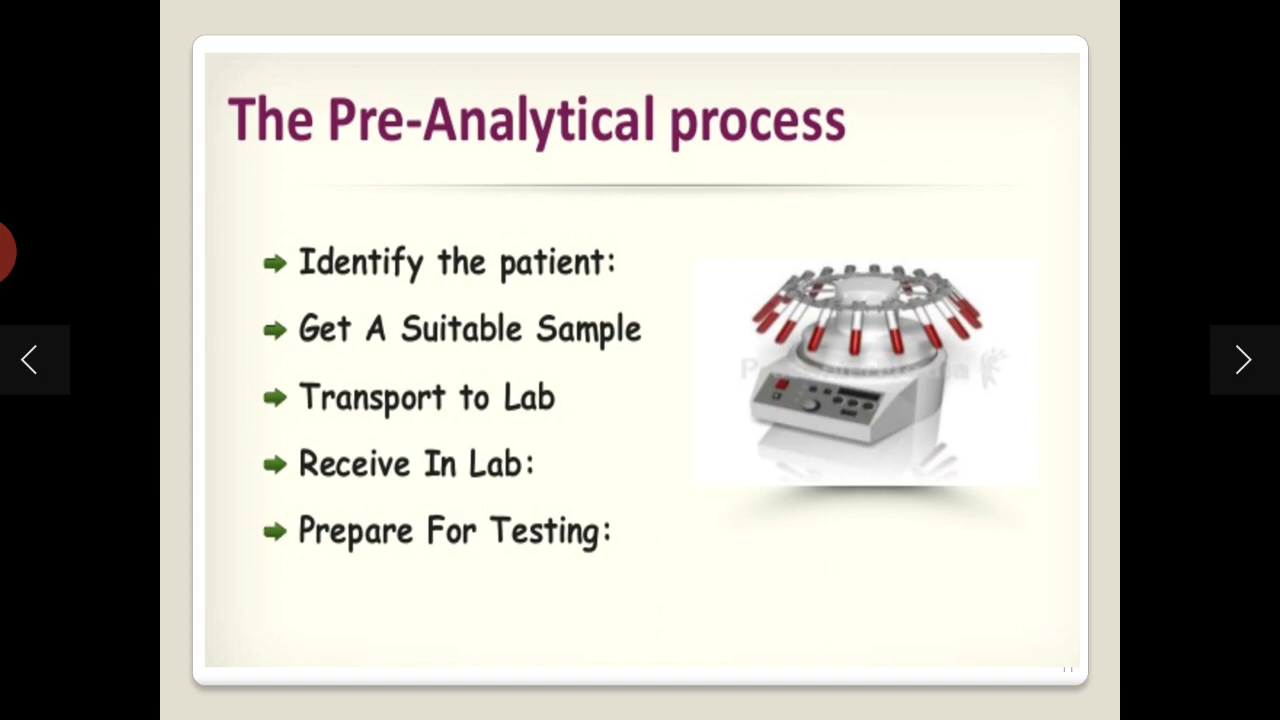 The Pre-Analytical process
Identify the patient:
Get A Suitable Sample
Transport to Lab
Receive In Lab:
Prepare For Testing: